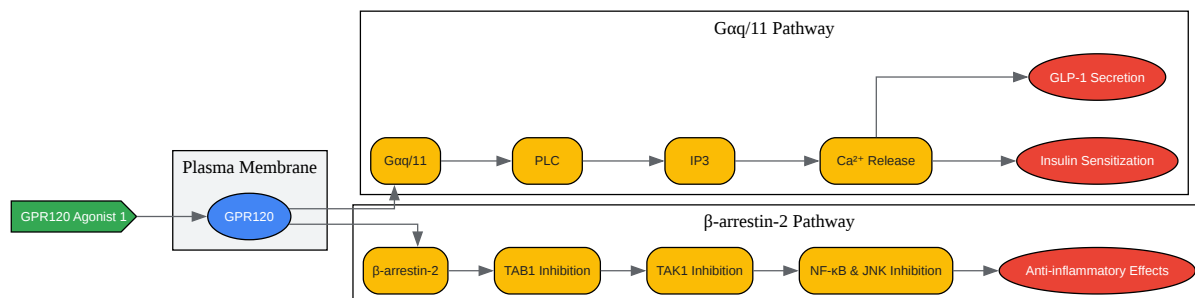 Gαq/11 Pathway
GLP-1 Secretion
Gαq/11
PLC
IP3
Ca²⁺ Release
Insulin Sensitization
Plasma Membrane
GPR120 Agonist 1
GPR120
β-arrestin-2 Pathway
β-arrestin-2
TAB1 Inhibition
TAK1 Inhibition
NF-κB & JNK Inhibition
Anti-inflammatory Effects